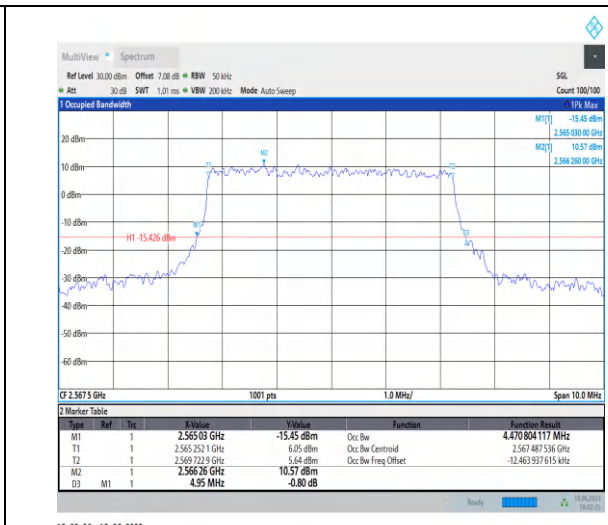 MultiView Spectrum
Ref Level 30.00 dBm Offset 7.08 dB RBW 50 kHz SGL
Att 30 dB SWT 1.01 ms VBW 200 kHz Mode Auto Sweep Count 100/100
1 Occupied Bandwidth 1Pk Max
M1[1] -15.45 dBm
2.565 030 00 GHz
20 dBm
M2[1] 10.57 dBm
2.566 260 00 GHz
M2
T1
T2
10 dBm
0 dBm
-10 dBm
M1
H1 -15.426 dBm
D3
-20 dBm
-30 dBm
-40 dBm
-50 dBm
-60 dBm
CF 2.567 5 GHz 1001 pts 1.0 MHz/ Span 10.0 MHz
2 Marker Table
Type Ref Trc X-Value Y-Value Function Function Result
M1 1 2.565 03 GHz -15.45 dBm Occ Bw 4.470 804 117 MHz
T1 1 2.565 252 1 GHz 6.05 dBm Occ Bw Centroid 2.567 487 536 GHz
T2 1 2.569 722 9 GHz 5.64 dBm Occ Bw Freq Offset -12.463 937 615 kHz
M2 1 2.566 26 GHz 10.57 dBm
D3 M1 1 4.95 MHz -0.80 dB
Ready 18.06.2023
18:02:25